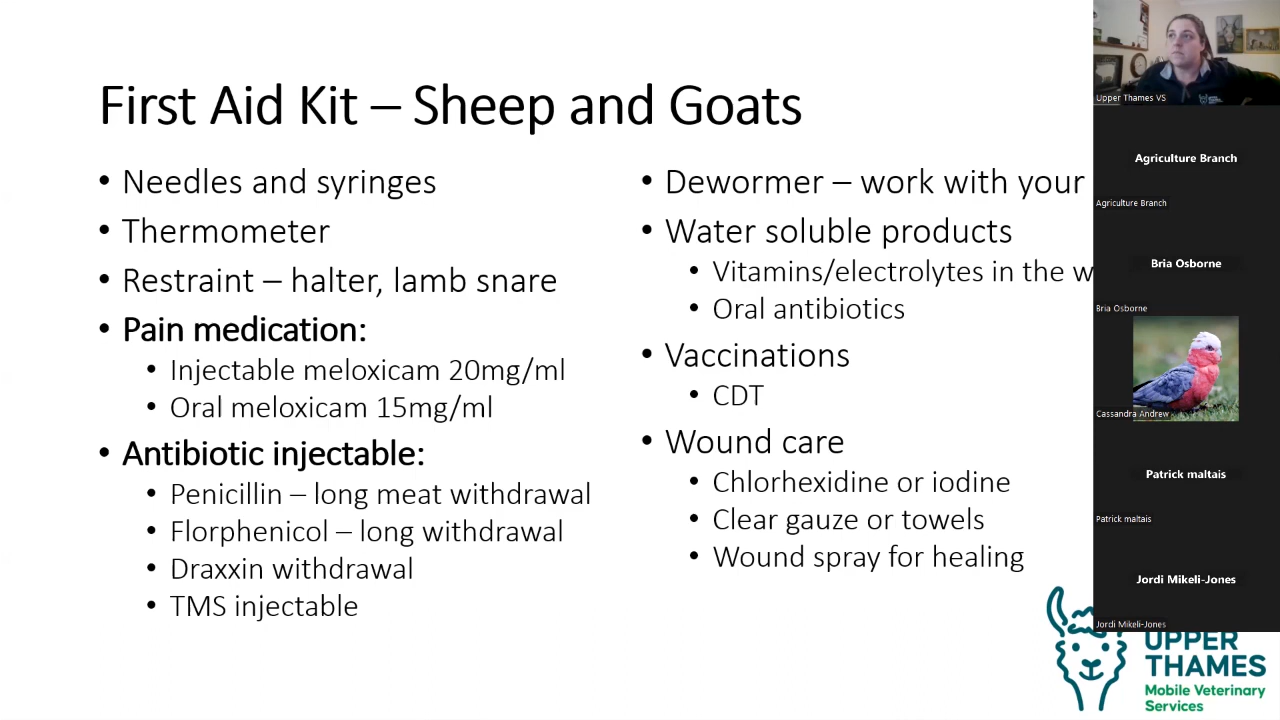 First Aid Kit – Sheep and Goats
• Needles and syringes
• Thermometer
• Restraint – halter, lamb snare
• Pain medication:
• Injectable meloxicam 20mg/ml
• Oral meloxicam 15mg/ml
• Antibiotic injectable:
• Penicillin – long meat withdrawal
• Florphenicol – long withdrawal
• Draxxin withdrawal
• TMS injectable
• Dewormer – work with your
• Water soluble products
• Vitamins/electrolytes in the w
• Oral antibiotics
• Vaccinations
• CDT
• Wound care
• Chlorhexidine or iodine
• Clear gauze or towels
• Wound spray for healing
Upper Thames VS
Agriculture Branch
Agriculture Branch
Bria Osborne
Bria Osborne
Cassandra Andrew
Patrick maltais
Patrick maltais
Jordi Mikeli-Jones
Jordi Mikeli-Jones
UPPER
THAMES
Mobile Veterinary
Services